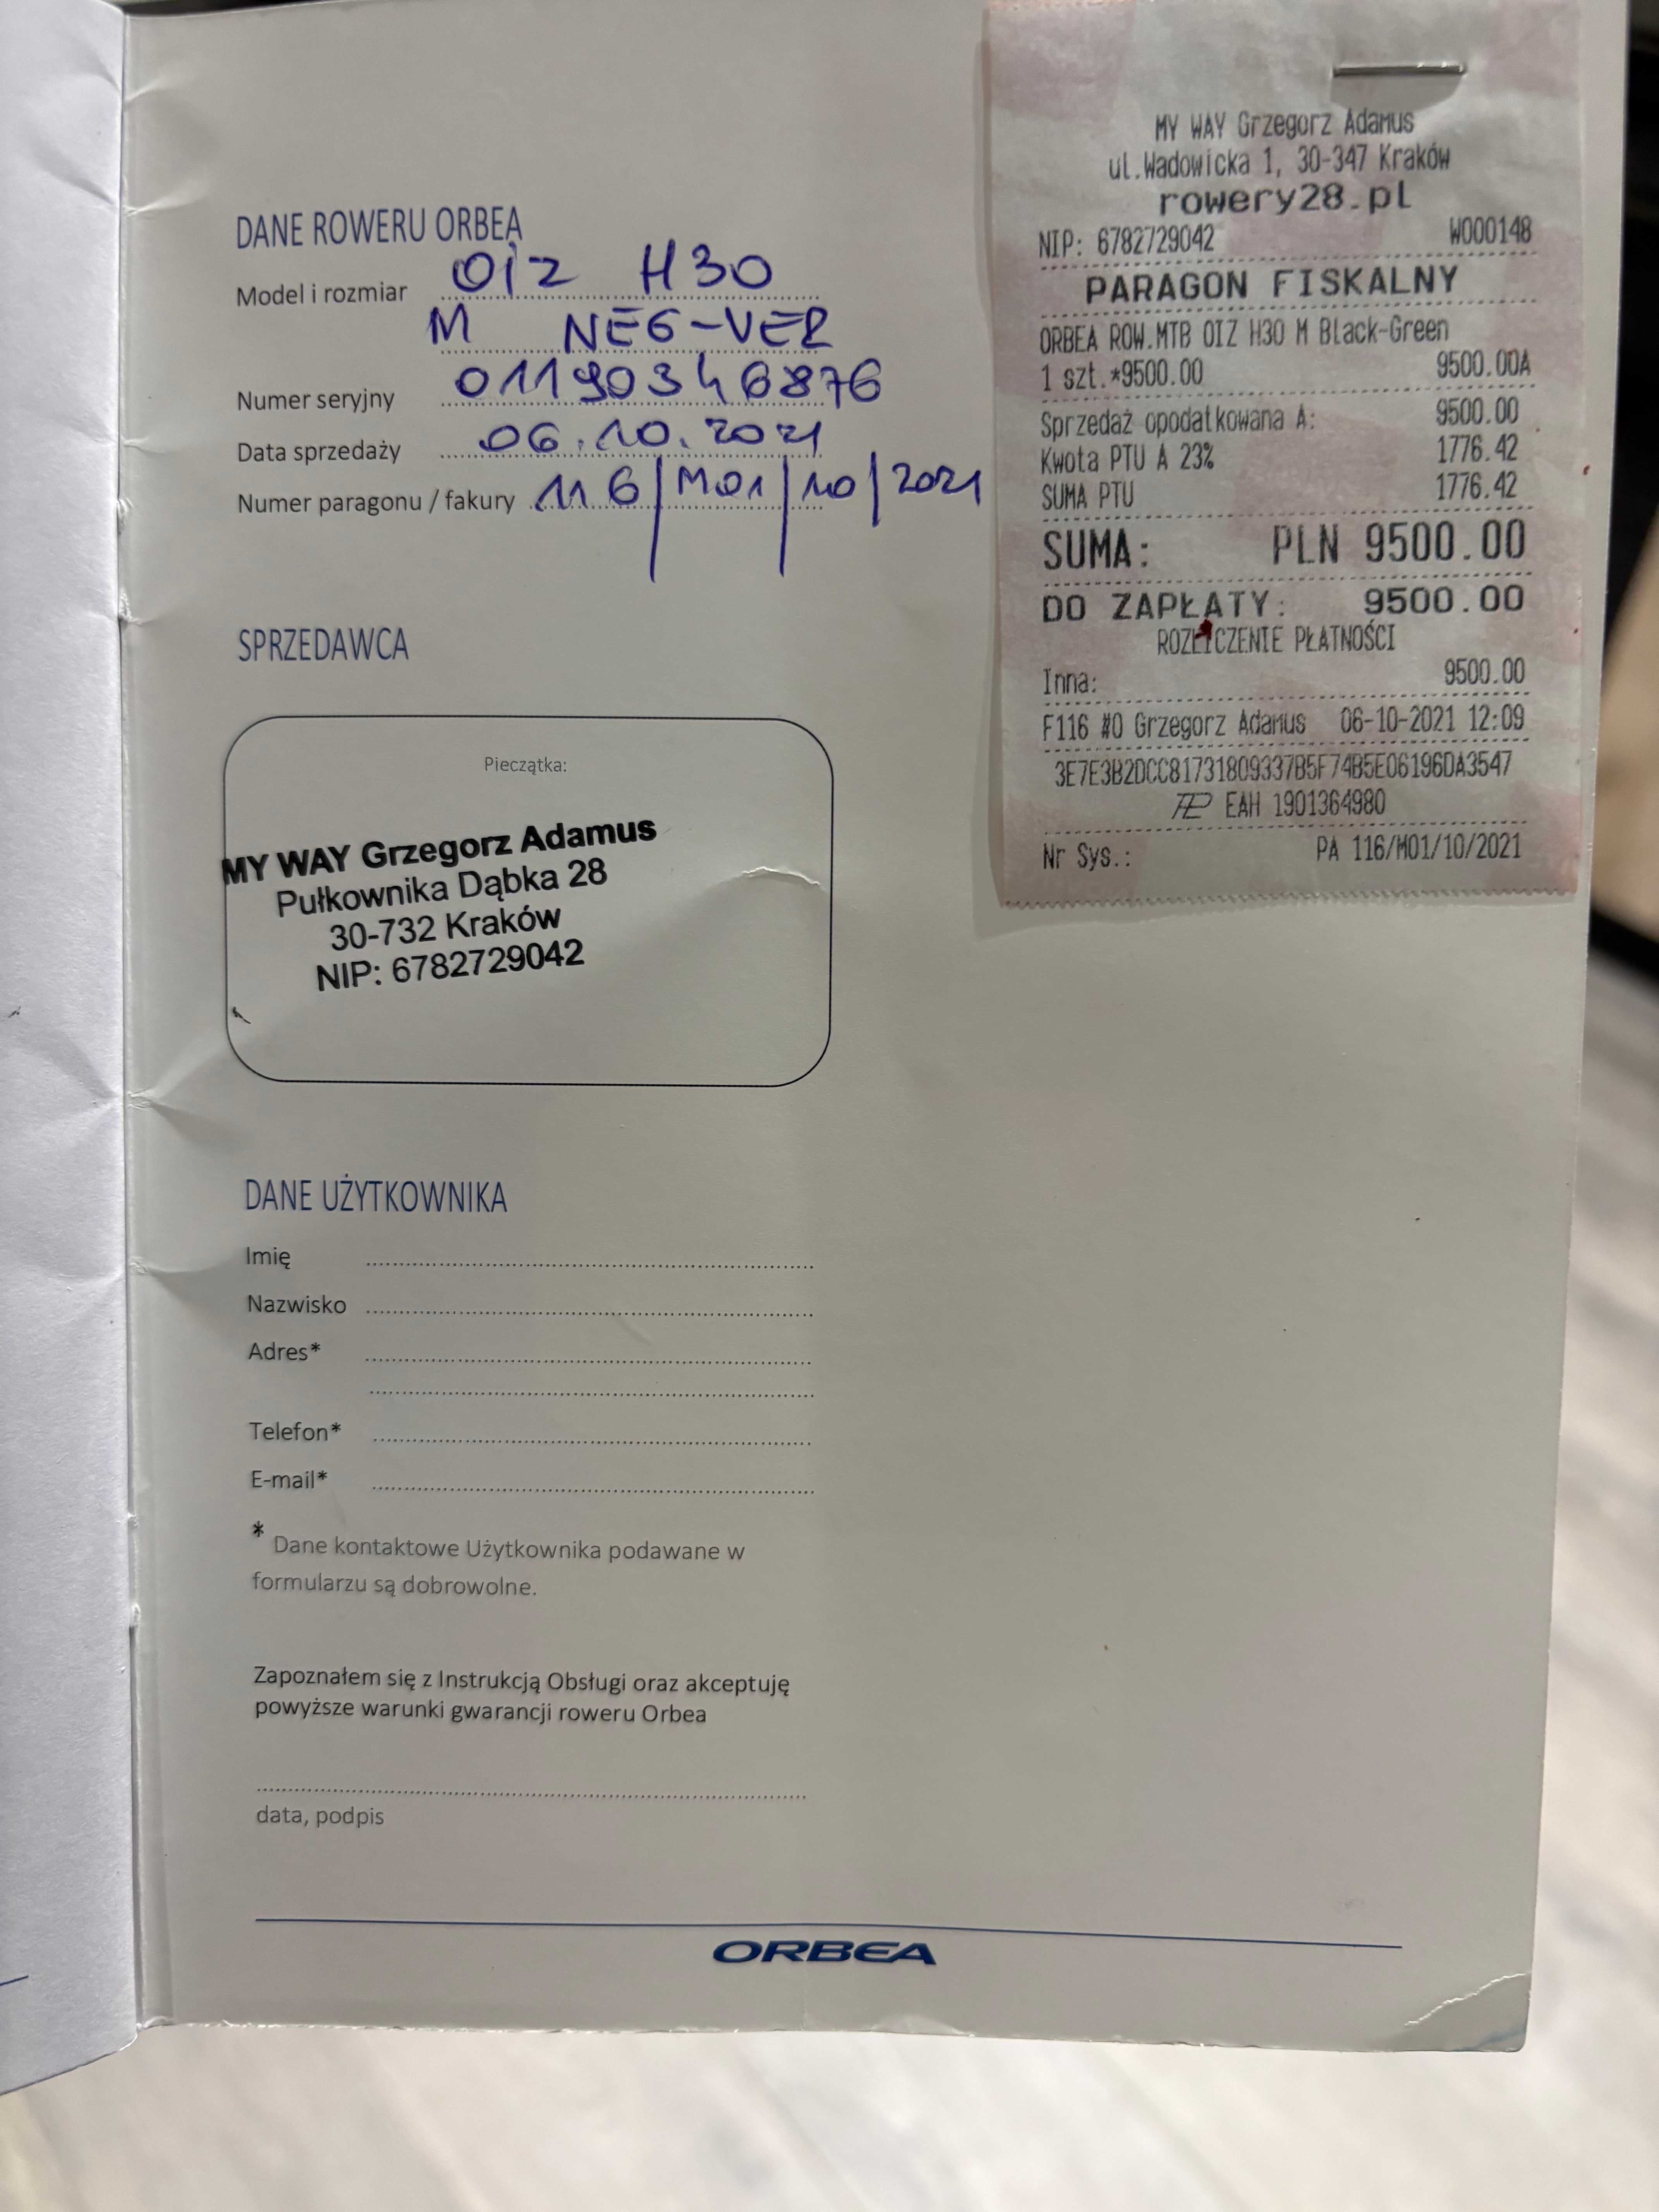 DANE ROWERU ORBEA
Model i rozmiar OIZ H30
M NEG-VER
Numer seryjny 01190346876
Data sprzedaży 06.10.2021
Numer paragonu / fakury 116/M01/10/2021
SPRZEDAWCA
Pieczątka:
MY WAY Grzegorz Adamus
Pułkownika Dąbka 28
30-732 Kraków
NIP: 6782729042
DANE UŻYTKOWNIKA
Imię
Nazwisko
Adres*
Telefon*
E-mail*
* Dane kontaktowe Użytkownika podawane w
formularzu są dobrowolne.
Zapoznałem się z Instrukcją Obsługi oraz akceptuję
powyższe warunki gwarancji roweru Orbea
data, podpis
ORBEA
MY WAY Grzegorz Adamus
ul.Wadowicka 1, 30-347 Kraków
rowery28.pl
NIP: 6782729042 W000148
PARAGON FISKALNY
ORBEA ROW.MTB OIZ H30 M Black-Green
1 szt.*9500.00 9500.00A
Sprzedaż opodatkowana A: 9500.00
Kwota PTU A 23% 1776.42
SUMA PTU 1776.42
SUMA: PLN 9500.00
DO ZAPŁATY: 9500.00
ROZLICZENIE PŁATNOŚCI
Inna: 9500.00
F116 #0 Grzegorz Adamus 06-10-2021 12:09
3E7E3B2DCC81731809337B5F74B5E06196DA3547
EAH 1901364980
Nr Sys.: PA 116/M01/10/2021